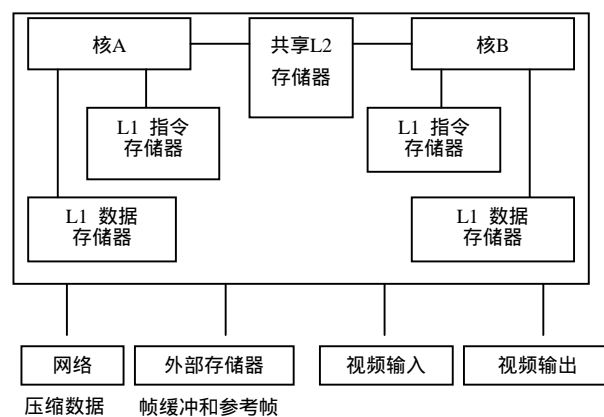 核A
共享L2
存储器
核B
L1 指令
存储器
L1 指令
存储器
L1 数据
存储器
L1 数据
存储器
网络
外部存储器
视频输入
视频输出
压缩数据
帧缓冲和参考帧